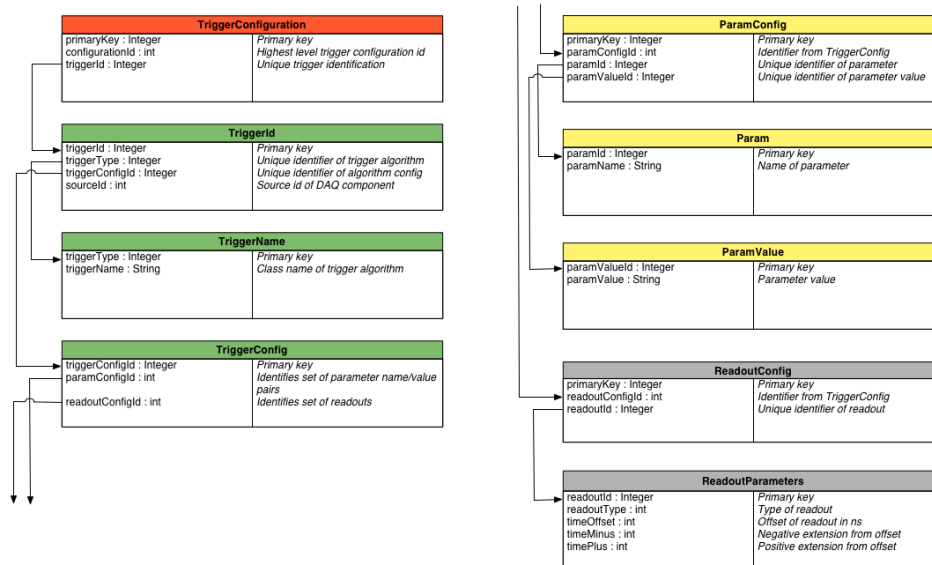 TriggerConfiguration
primaryKey : Integer Primary key
configurationId : int Highest level trigger configuration id
triggerId : Integer Unique trigger identification
TriggerId
triggerId : Integer Primary key
triggerType : Integer Unique identifier of trigger algorithm
triggerConfigId : Integer Unique identifier of algorithm config
sourceId : int Source id of DAQ component
TriggerName
triggerType : Integer Primary key
triggerName : String Class name of trigger algorithm
TriggerConfig
triggerConfigId : Integer Primary key
paramConfigId : int Identifies set of parameter name/value
pairs
readoutConfigId : int Identifies set of readouts
ParamConfig
primaryKey : Integer Primary key
paramConfigId : int Identifier from TriggerConfig
paramId : Integer Unique identifier of parameter
paramValueId : Integer Unique identifier of parameter value
Param
paramId : Integer Primary key
paramName : String Name of parameter
ParamValue
paramValueId : Integer Primary key
paramValue : String Parameter value
ReadoutConfig
primaryKey : Integer Primary key
readoutConfigId : int Identifier from TriggerConfig
readoutId : Integer Unique identifier of readout
ReadoutParameters
readoutId : Integer Primary key
readoutType : int Type of readout
timeOffset : int Offset of readout in ns
timeMinus : int Negative extension from offset
timePlus : int Positive extension from offset